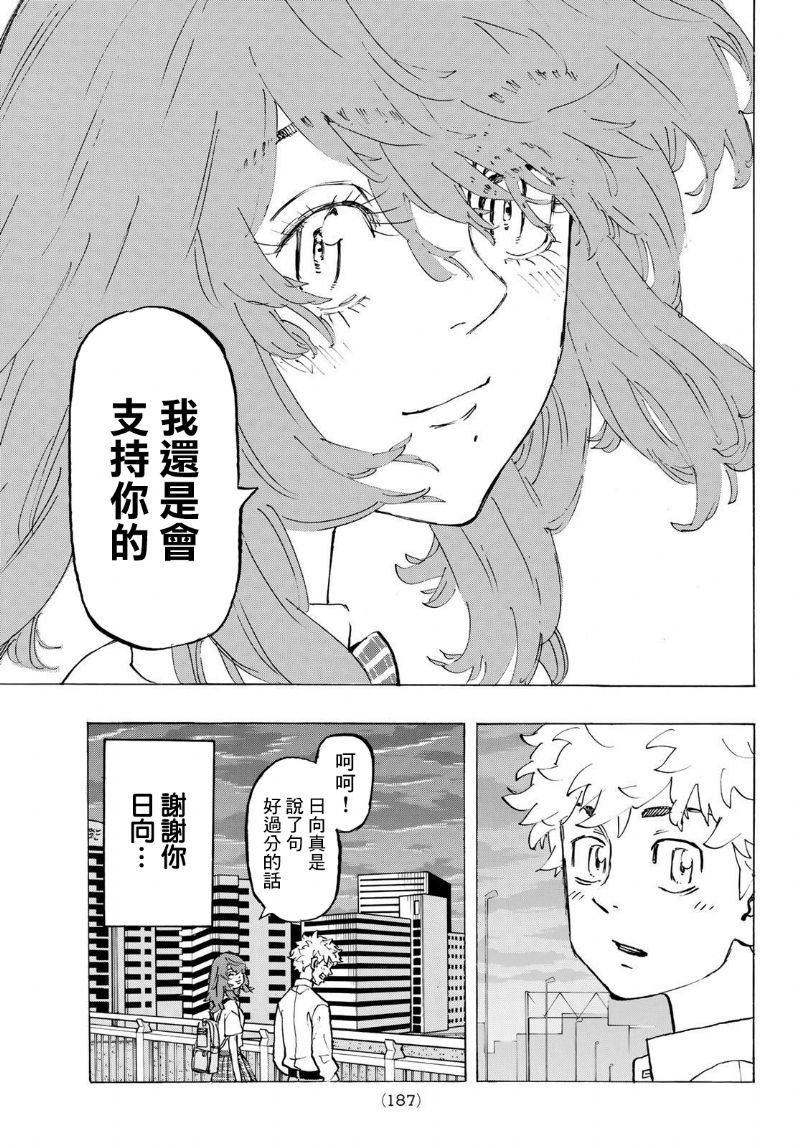 我還是會
支持你的
呵呵！
日向真是
說了句
好過分的話
謝謝你
日向…
（187）